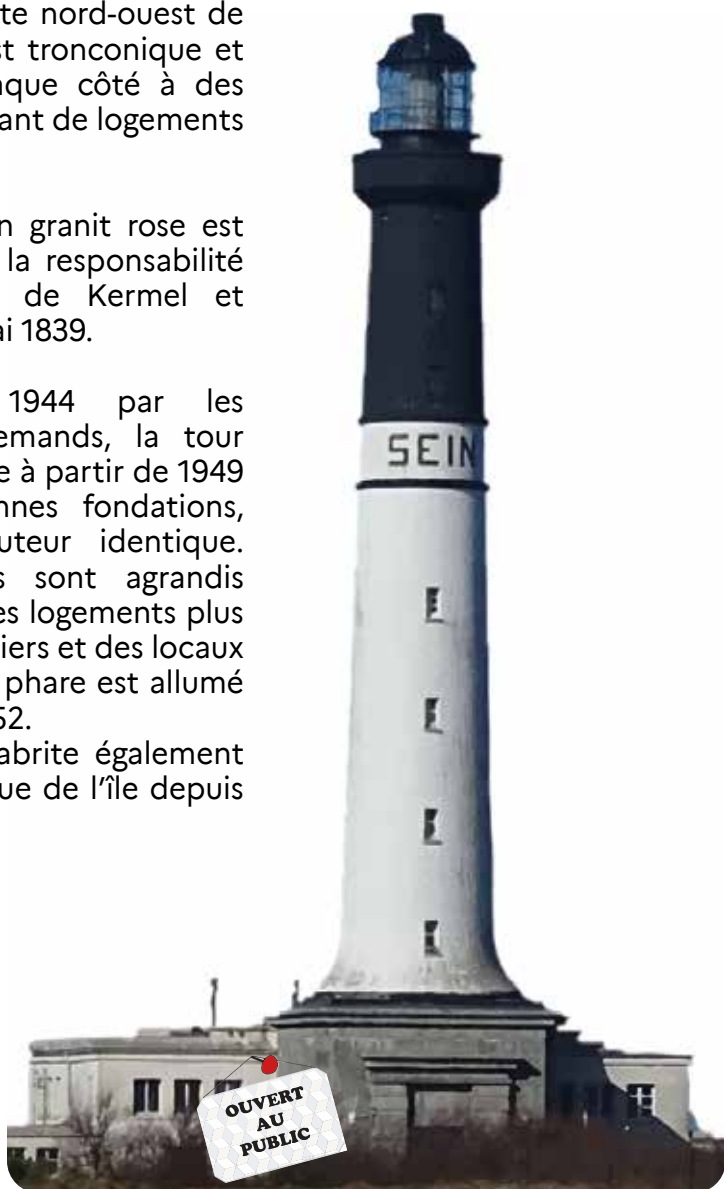 te nord-ouest de
st tronconique et
aque côté à des
ant de logements
n granit rose est
la responsabilité
de Kermel et
ai 1839.
1944 par les
emands, la tour
e à partir de 1949
nnes fondations,
uteur identique.
s sont agrandis
es logements plus
iers et des locaux
phare est allumé
52.
abrite également
ue de l'île depuis
SEIN
OUVERT
AU
PUBLIC